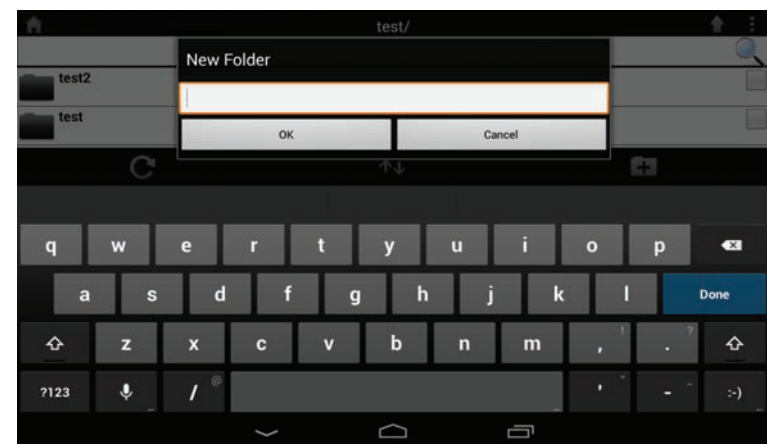 test/
New Folder
test2
test
OK Cancel
q w e r t y u i o p
a s d f g h j k l Done
z x c v b n m , ! . ?
?123 / @ ' " - _ :-)